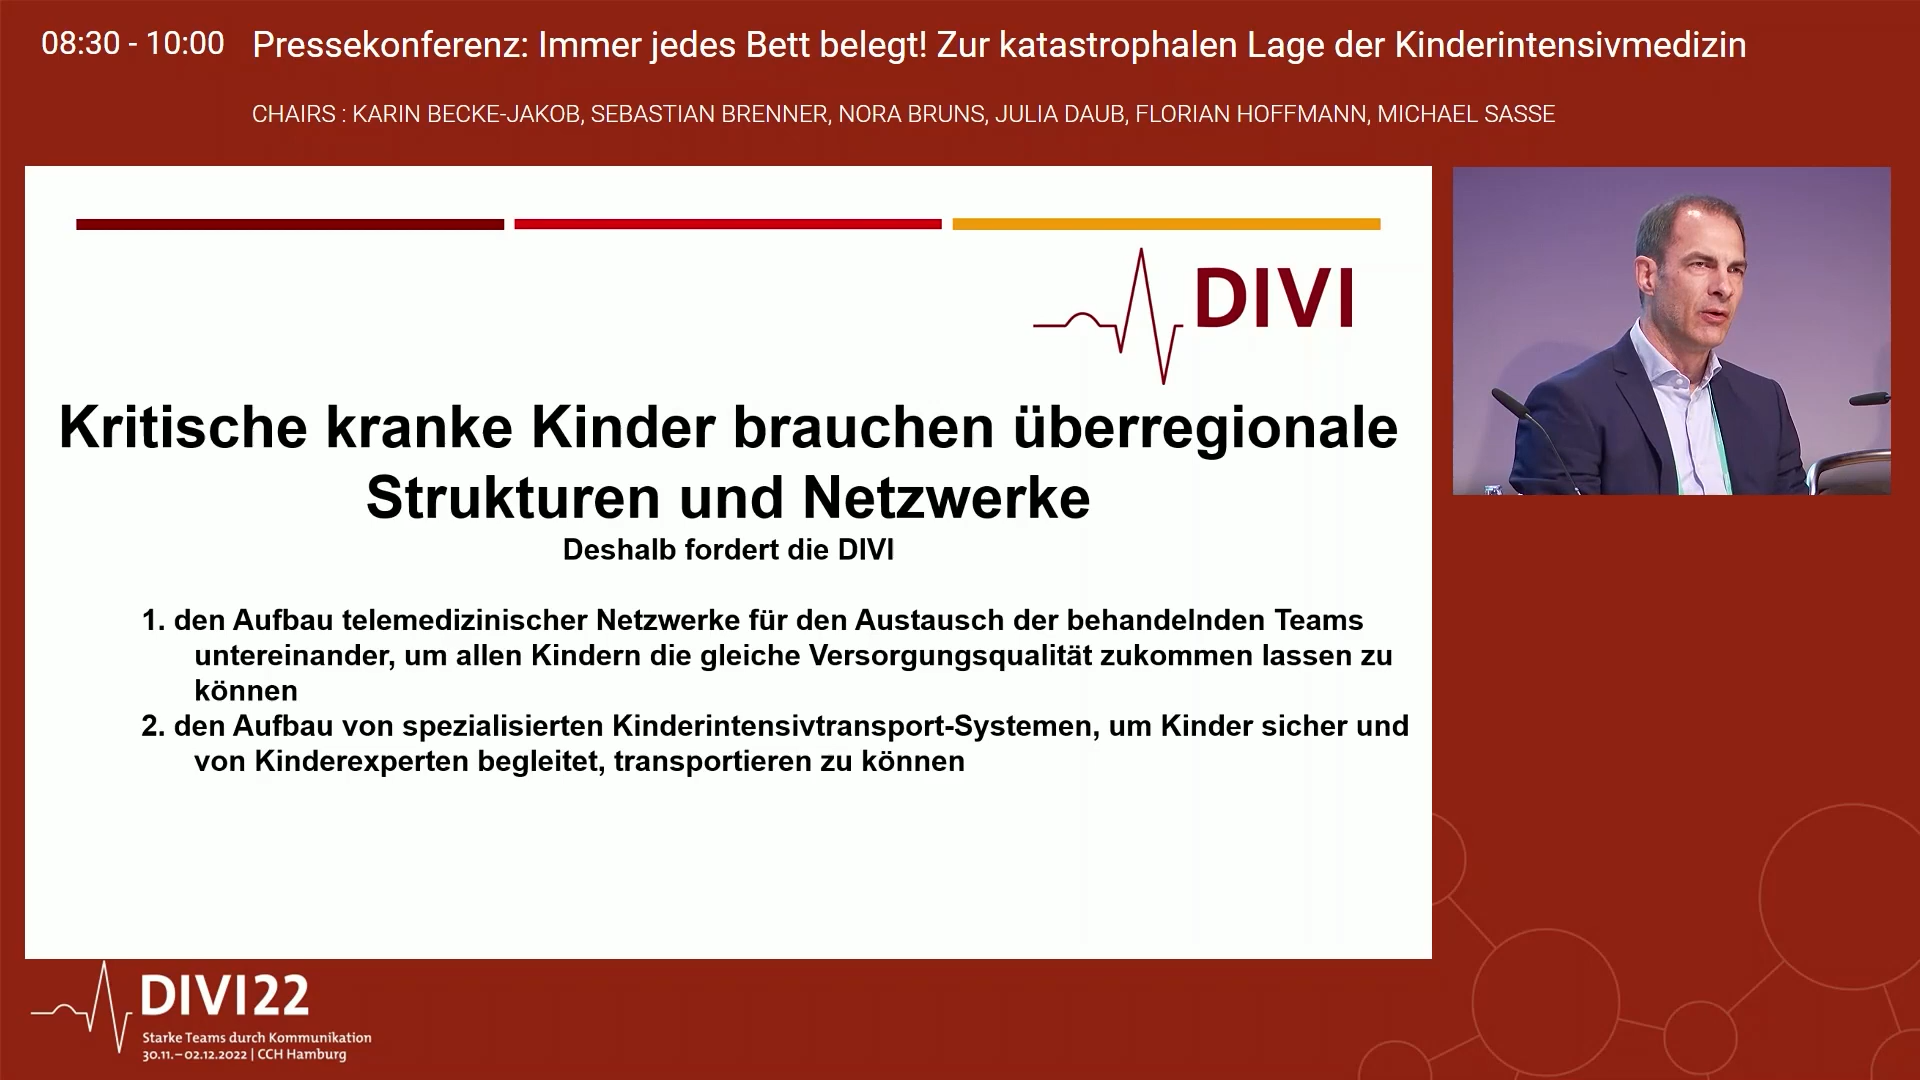 08:30 - 10:00 Pressekonferenz: Immer jedes Bett belegt! Zur katastrophalen Lage der Kinderintensivmedizin
CHAIRS : KARIN BECKE-JAKOB, SEBASTIAN BRENNER, NORA BRUNS, JULIA DAUB, FLORIAN HOFFMANN, MICHAEL SASSE
DIVI
Kritische kranke Kinder brauchen überregionale
Strukturen und Netzwerke
Deshalb fordert die DIVI
1. den Aufbau telemedizinischer Netzwerke für den Austausch der behandelnden Teams
untereinander, um allen Kindern die gleiche Versorgungsqualität zukommen lassen zu
können
2. den Aufbau von spezialisierten Kinderintensivtransport-Systemen, um Kinder sicher und
von Kinderexperten begleitet, transportieren zu können
DIVI22
Starke Teams durch Kommunikation
30.11.–02.12.2022 | CCH Hamburg